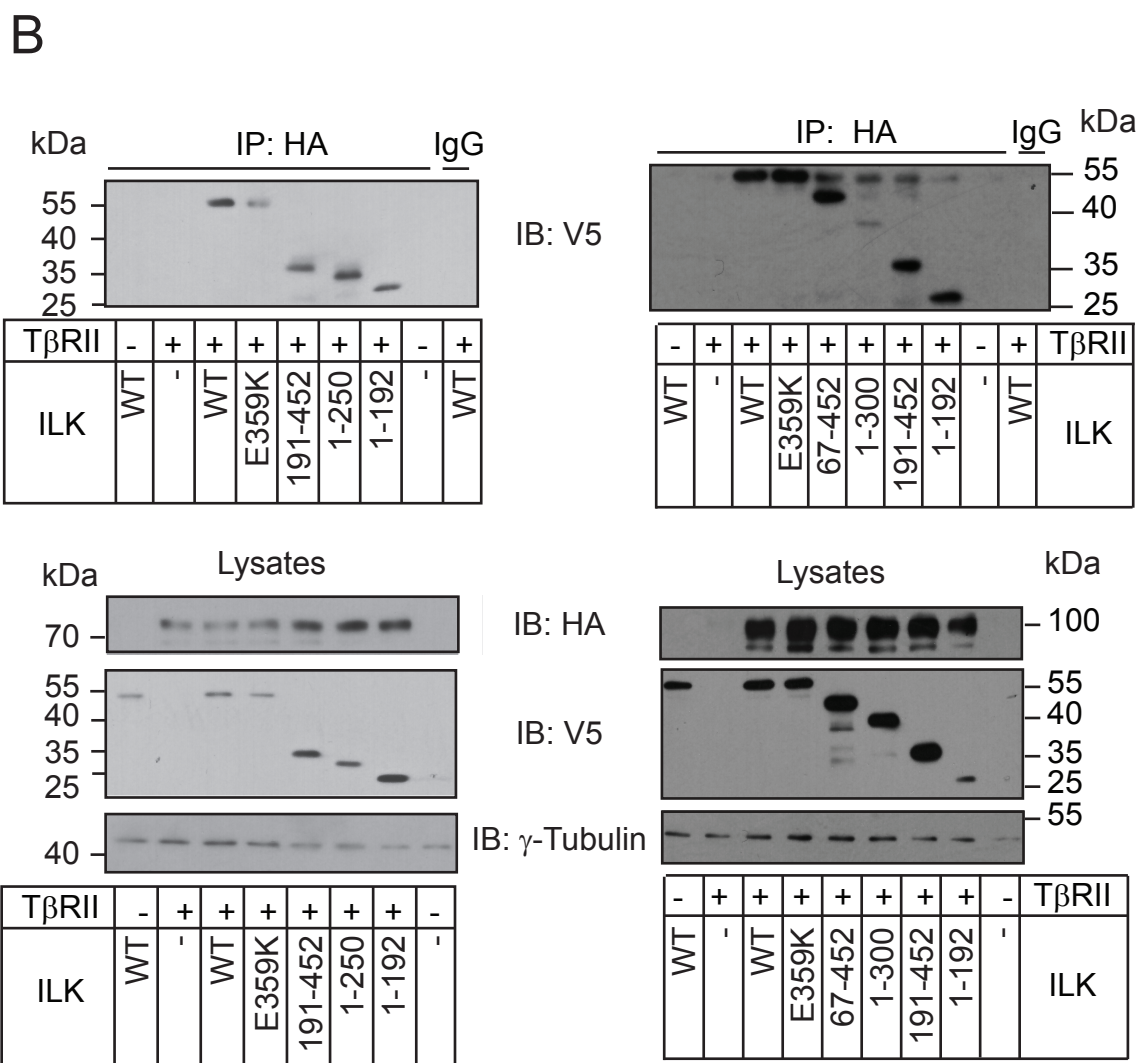 B
kDa
IP: HA
IgG
55
40
35
25
IB: V5
IP: HA
IgG
kDa
55
40
35
25
TβRII - + + + + + + - +
ILK WT - WT E359K 191-452 1-250 1-192 - WT
- + + + + + + + - + TβRII
WT - WT E359K 67-452 1-300 191-452 1-192 - WT ILK
kDa
Lysates
70
55
40
35
25
40
IB: HA
IB: V5
IB: γ-Tubulin
Lysates
kDa
100
55
40
35
25
55
TβRII - + + + + + + -
ILK WT - WT E359K 191-452 1-250 1-192 -
- + + + + + + + - TβRII
WT - WT E359K 67-452 1-300 191-452 1-192 - ILK